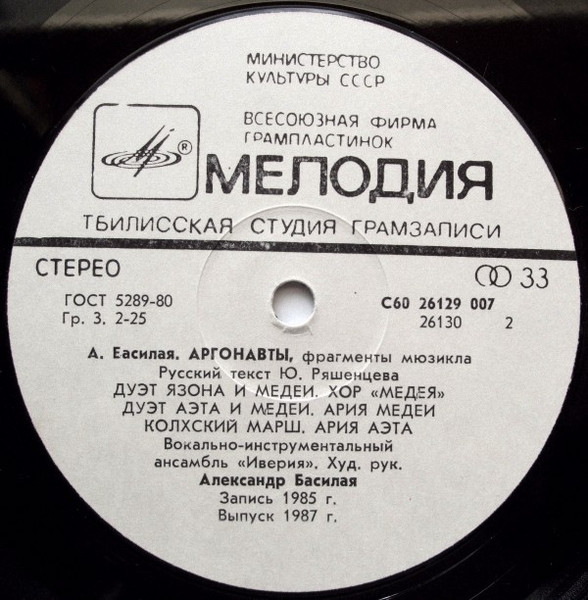 МИНИСТЕРСТВО
КУЛЬТУРЫ СССР
ВСЕСОЮЗНАЯ ФИРМА
ГРАМПЛАСТИНОК
®
МЕЛОДИЯ
ТБИЛИССКАЯ СТУДИЯ ГРАМЗАПИСИ
СТЕРЕО
33
ГОСТ 5289-80
Гр. 3. 2-25
С60 26129 007
26130 2
А. Еасилая. АРГОНАВТЫ, фрагменты мюзикла
Русский текст Ю. Ряшенцева
ДУЭТ ЯЗОНА И МЕДЕИ. ХОР «МЕДЕЯ»
ДУЭТ АЭТА И МЕДЕИ. АРИЯ МЕДЕИ
КОЛХСКИЙ МАРШ. АРИЯ АЭТА
Вокально-инструментальный
ансамбль «Иверия». Худ. рук.
Александр Басилая
Запись 1985 г.
Выпуск 1987 г.